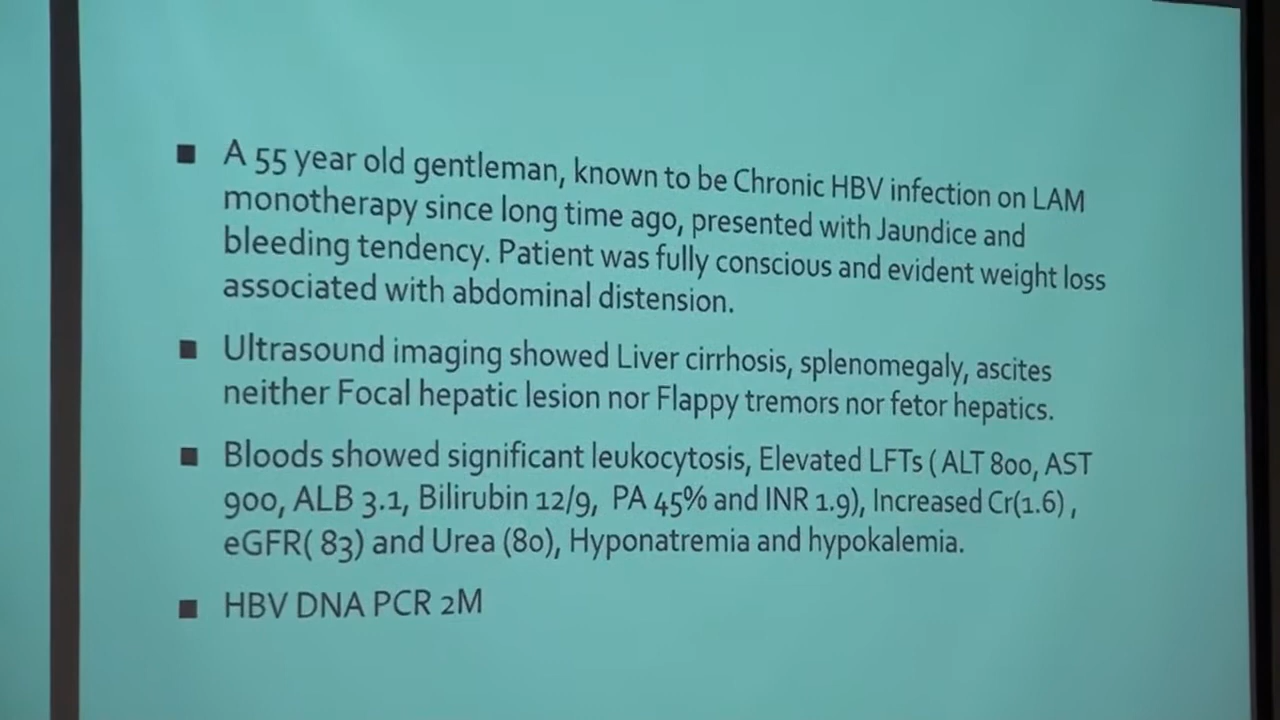 ■ A 55 year old gentleman, known to be Chronic HBV infection on LAM
monotherapy since long time ago, presented with Jaundice and
bleeding tendency. Patient was fully conscious and evident weight loss
associated with abdominal distension.
■ Ultrasound imaging showed Liver cirrhosis, splenomegaly, ascites
neither Focal hepatic lesion nor Flappy tremors nor fetor hepatics.
■ Bloods showed significant leukocytosis, Elevated LFTs ( ALT 800, AST
900, ALB 3.1, Bilirubin 12/9, PA 45% and INR 1.9), Increased Cr(1.6) ,
eGFR( 83) and Urea (80), Hyponatremia and hypokalemia.
■ HBV DNA PCR 2M